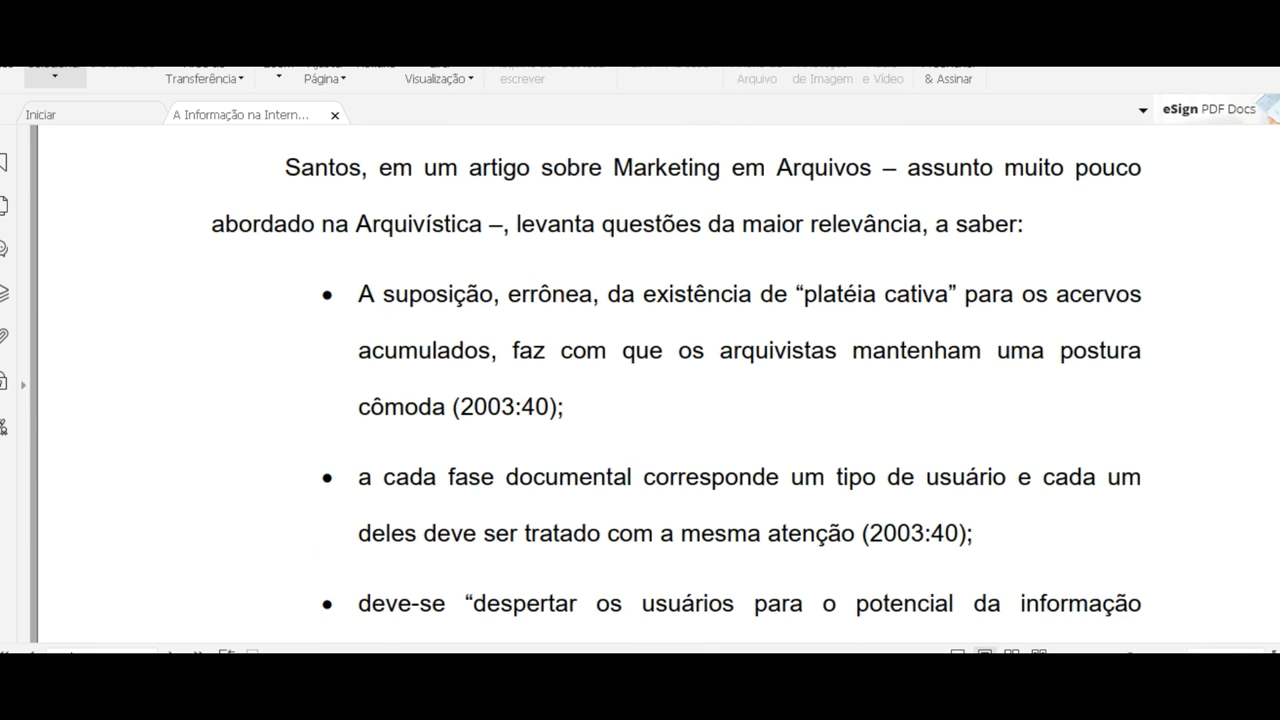 Transferência
Página
Visualização
escrever
Arquivo de Imagem e Vídeo
& Assinar
Iniciar
A Informação na Intern...
eSign PDF Docs
Santos, em um artigo sobre Marketing em Arquivos – assunto muito pouco
abordado na Arquivística –, levanta questões da maior relevância, a saber:
• A suposição, errônea, da existência de “platéia cativa” para os acervos
acumulados, faz com que os arquivistas mantenham uma postura
cômoda (2003:40);
• a cada fase documental corresponde um tipo de usuário e cada um
deles deve ser tratado com a mesma atenção (2003:40);
• deve-se “despertar os usuários para o potencial da informação